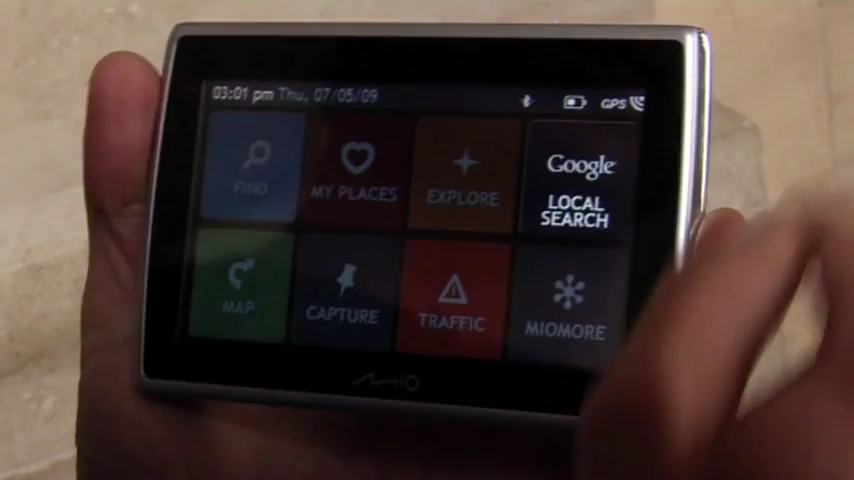 03:01 pm Thu, 07/05/09
GPS
FIND
MY PLACES
EXPLORE
Google
LOCAL
SEARCH
MAP
CAPTURE
TRAFFIC
MIOMORE
MIO